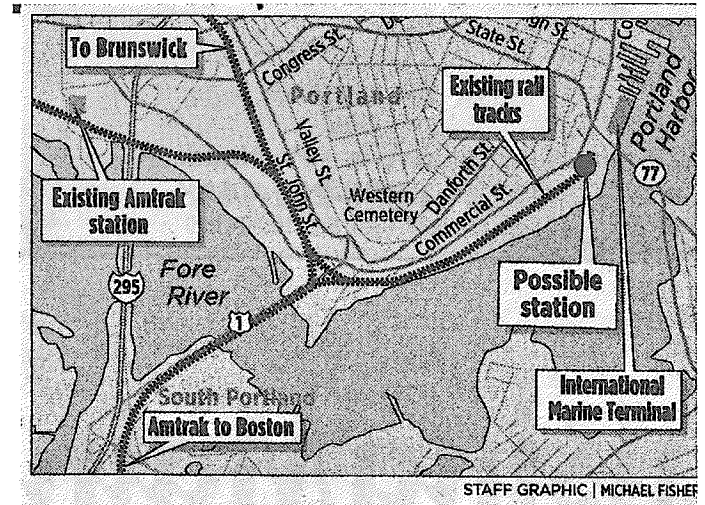 To Brunswick
Congress St.
State St.
Portland
Existing rail
tracks
Portland
Harbor
Valley St.
St. John St.
Western
Cemetery
Danforth St.
Commercial St.
77
Existing Amtrak
station
Fore
River
295
1
Possible
station
South Portland
International
Marine Terminal
Amtrak to Boston
STAFF GRAPHIC | MICHAEL FISHER